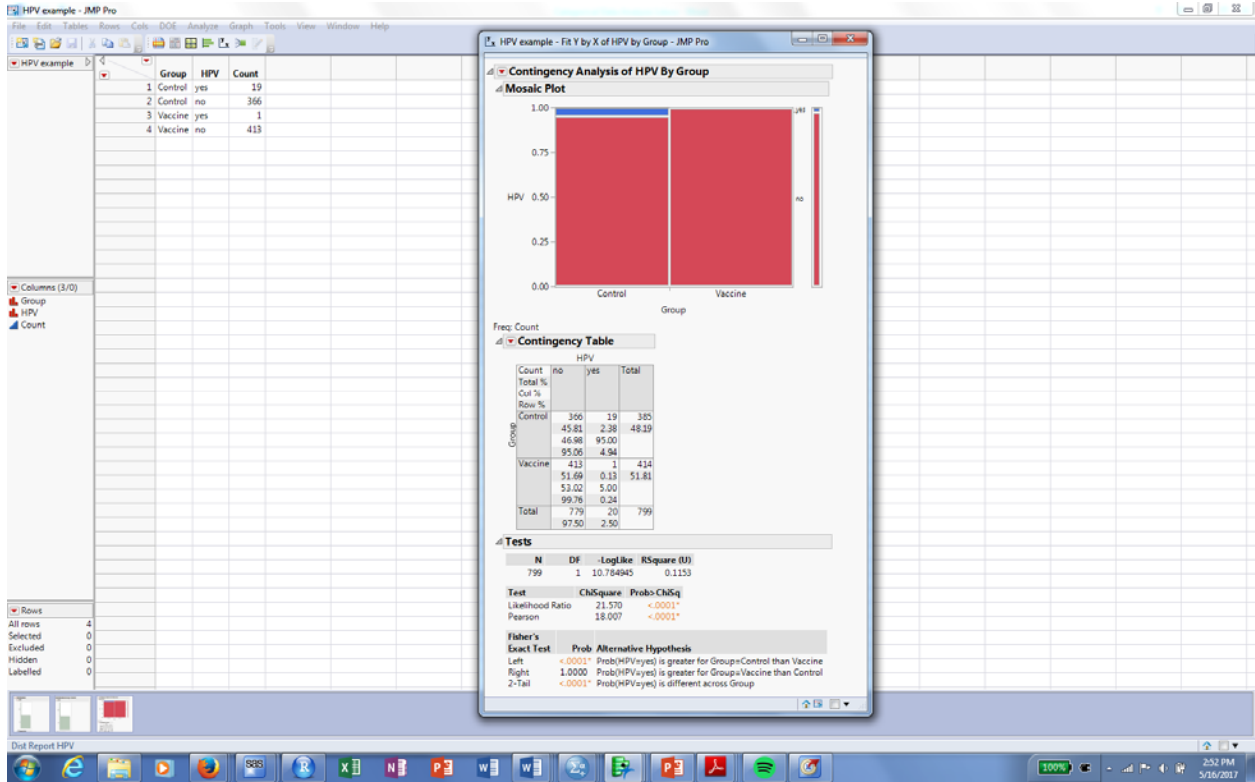 HPV example - JMP Pro
File Edit Tables Rows Cols DOE Analyze Graph Tools View Window Help
HPV example
Group HPV Count
1 Control yes 19
2 Control no 366
3 Vaccine yes 1
4 Vaccine no 413
Columns (3/0)
Group
HPV
Count
Rows
All rows 4
Selected 0
Excluded 0
Hidden 0
Labelled 0
HPV example - Fit Y by X of HPV by Group - JMP Pro
Contingency Analysis of HPV By Group
Mosaic Plot
1.00
0.75
HPV 0.50 no
0.25
0.00
Control Vaccine
Group
Freq: Count
Contingency Table
HPV
Group
Count no yes Total
Total %
Col %
Row %
Control 366 19 385
45.81 2.38 48.19
46.98 95.00
95.06 4.94
Vaccine 413 1 414
51.69 0.13 51.81
53.02 5.00
99.76 0.24
Total 779 20 799
97.50 2.50
Tests
N DF -LogLike RSquare (U)
799 1 10.784945 0.1153
Test ChiSquare Prob>ChiSq
Likelihood Ratio 21.570 <.0001*
Pearson 18.007 <.0001*
Fisher's
Exact Test Prob Alternative Hypothesis
Left <.0001* Prob(HPV=yes) is greater for Group=Control than Vaccine
Right 1.0000 Prob(HPV=yes) is greater for Group=Vaccine than Control
2-Tail <.0001* Prob(HPV=yes) is different across Group
Dist Report HPV
SAS
100%
2:52 PM
5/16/2017